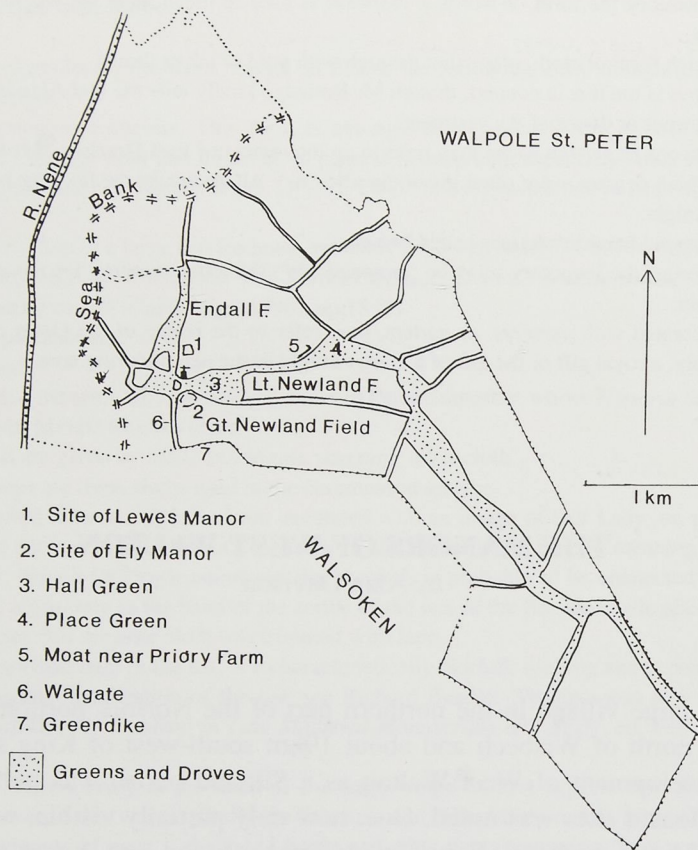 WALPOLE St. PETER
R. Nene
Bank
Sea
N
Endall F.
1
5
4
3
Lt. Newland F.
2
6
Gt. Newland Field
7
1km
WALSOKEN
1. Site of Lewes Manor
2. Site of Ely Manor
3. Hall Green
4. Place Green
5. Moat near Priory Farm
6. Walgate
7. Greendike
Greens and Droves